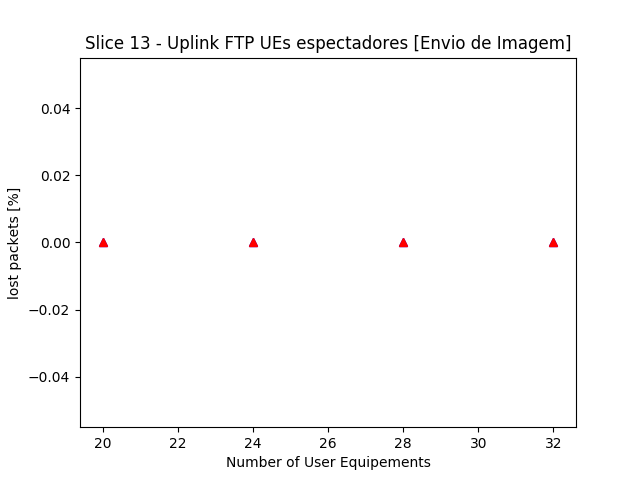 Slice 13 - Uplink FTP UEs espectadores [Envio de Imagem]
0.04
0.02
0.00
−0.02
−0.04
lost packets [%]
20 22 24 26 28 30 32
Number of User Equipements